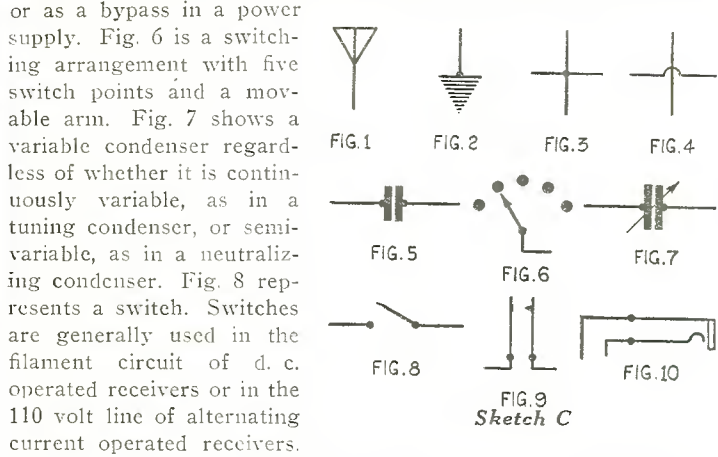 or as a bypass in a power
supply. Fig. 6 is a switch-
ing arrangement with five
switch points and a mov-
able arm. Fig. 7 shows a
variable condenser regard-
less of whether it is contin-
uously variable, as in a
tuning condenser, or semi-
variable, as in a neutraliz-
ing condenser. Fig. 8 rep-
resents a switch. Switches
are generally used in the
filament circuit of d. c.
operated receivers or in the
110 volt line of alternating
current operated receivers.
FIG.1
FIG.2
FIG.3
FIG.4
FIG.5
FIG.6
FIG.7
FIG.8
FIG.9
FIG.10
Sketch C